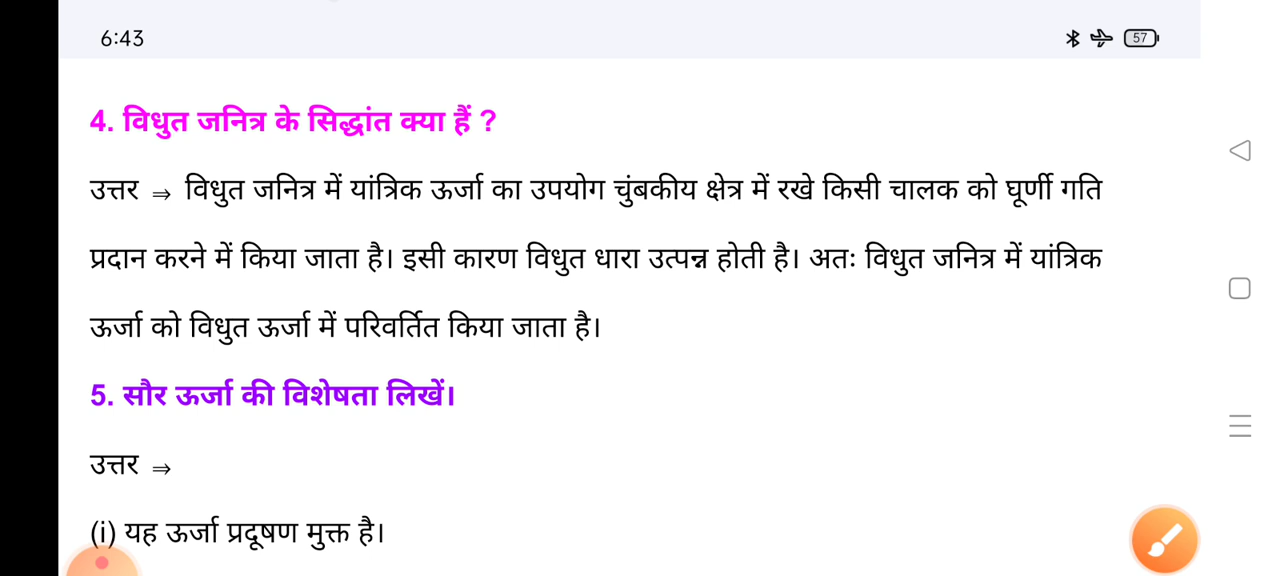 6:43
57
4. विधुत जनित्र के सिद्धांत क्या हैं ?
उत्तर ⇒ विधुत जनित्र में यांत्रिक ऊर्जा का उपयोग चुंबकीय क्षेत्र में रखे किसी चालक को घूर्णी गति
प्रदान करने में किया जाता है। इसी कारण विधुत धारा उत्पन्न होती है। अतः विधुत जनित्र में यांत्रिक
ऊर्जा को विधुत ऊर्जा में परिवर्तित किया जाता है।
5. सौर ऊर्जा की विशेषता लिखें।
उत्तर ⇒
(i) यह ऊर्जा प्रदूषण मुक्त है।